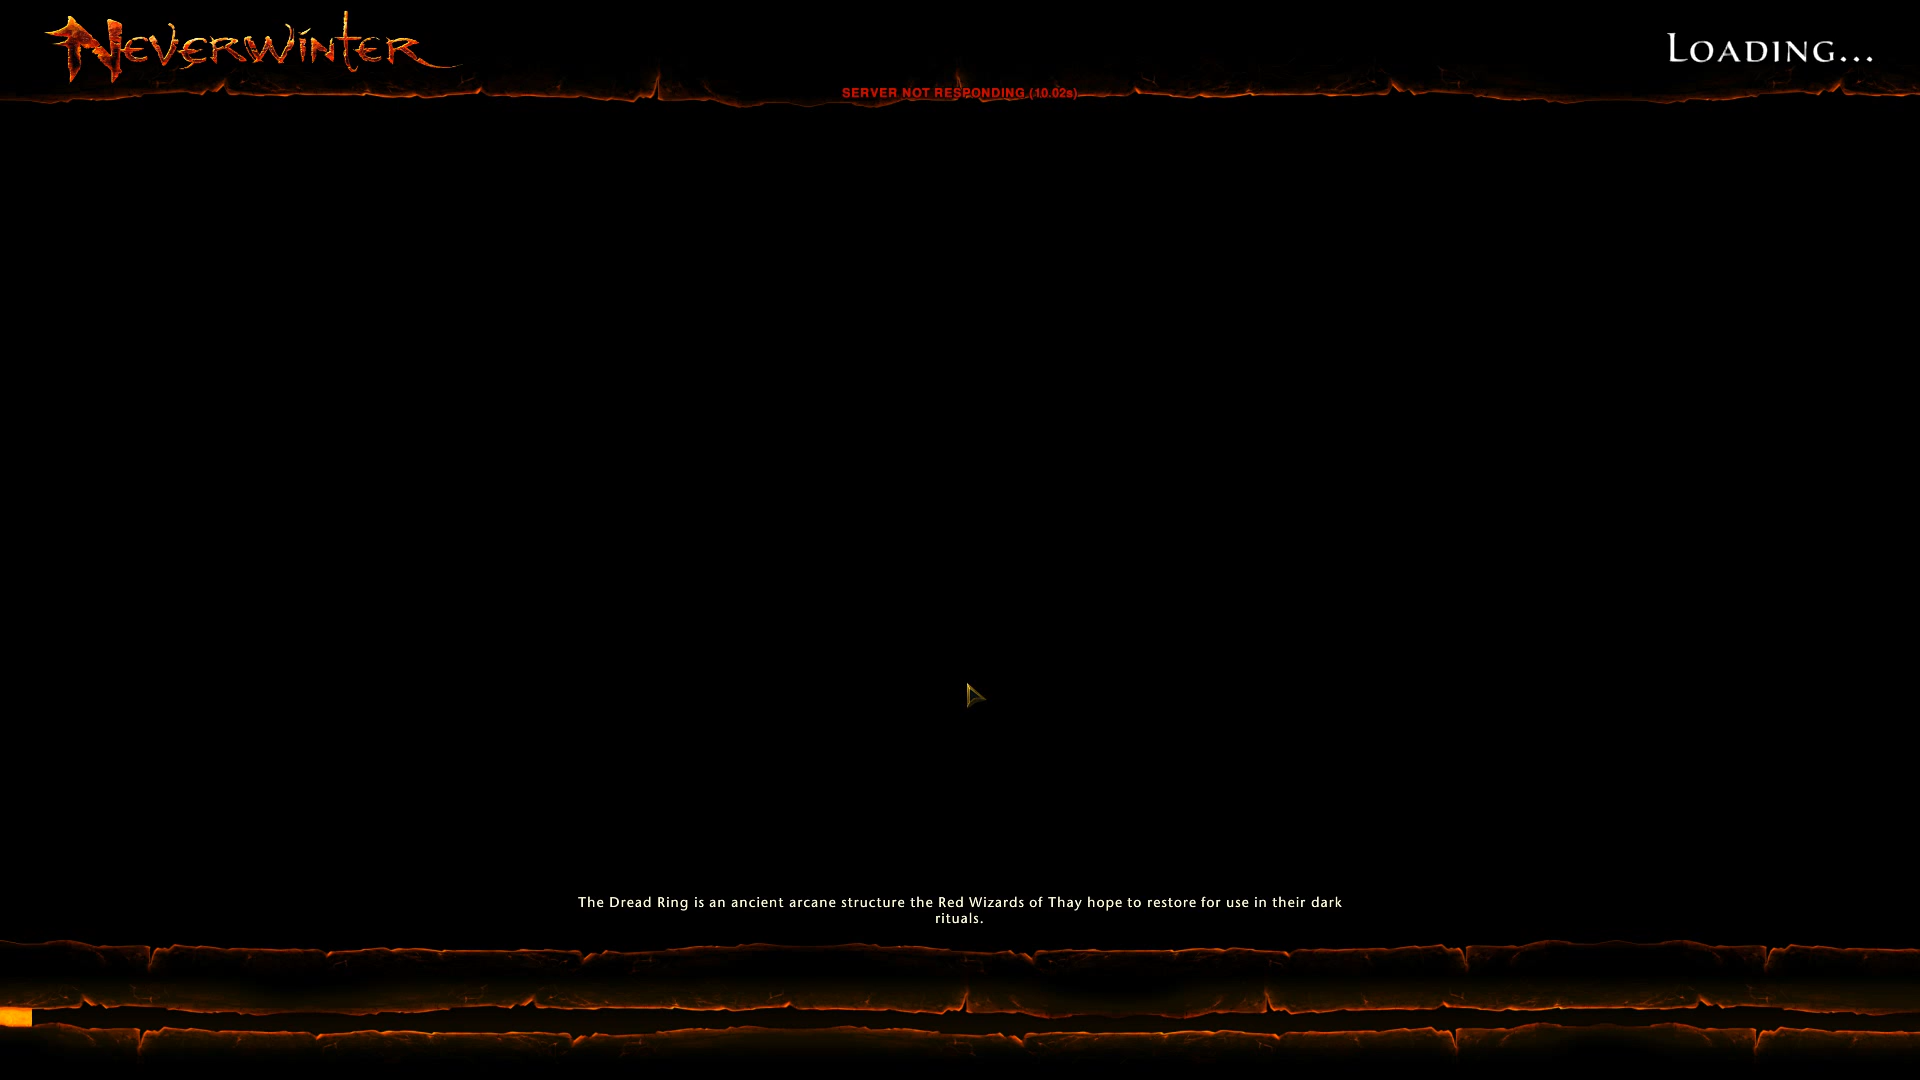 NEVERWINTER
LOADING...
SERVER NOT RESPONDING (10.02s)
The Dread Ring is an ancient arcane structure the Red Wizards of Thay hope to restore for use in their dark
rituals.